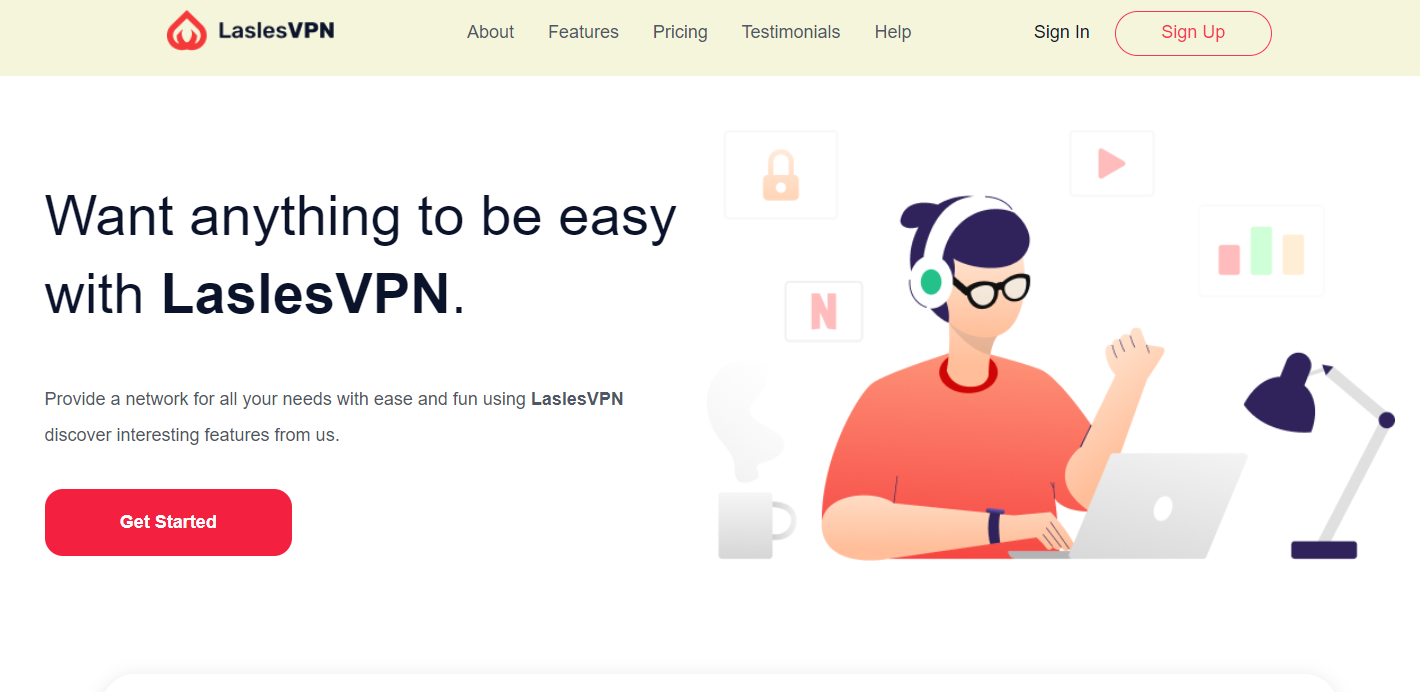 LaslesVPN
About Features Pricing Testimonials Help
Sign In Sign Up
Want anything to be easy
with LaslesVPN.
N
Provide a network for all your needs with ease and fun using LaslesVPN
discover interesting features from us.
Get Started